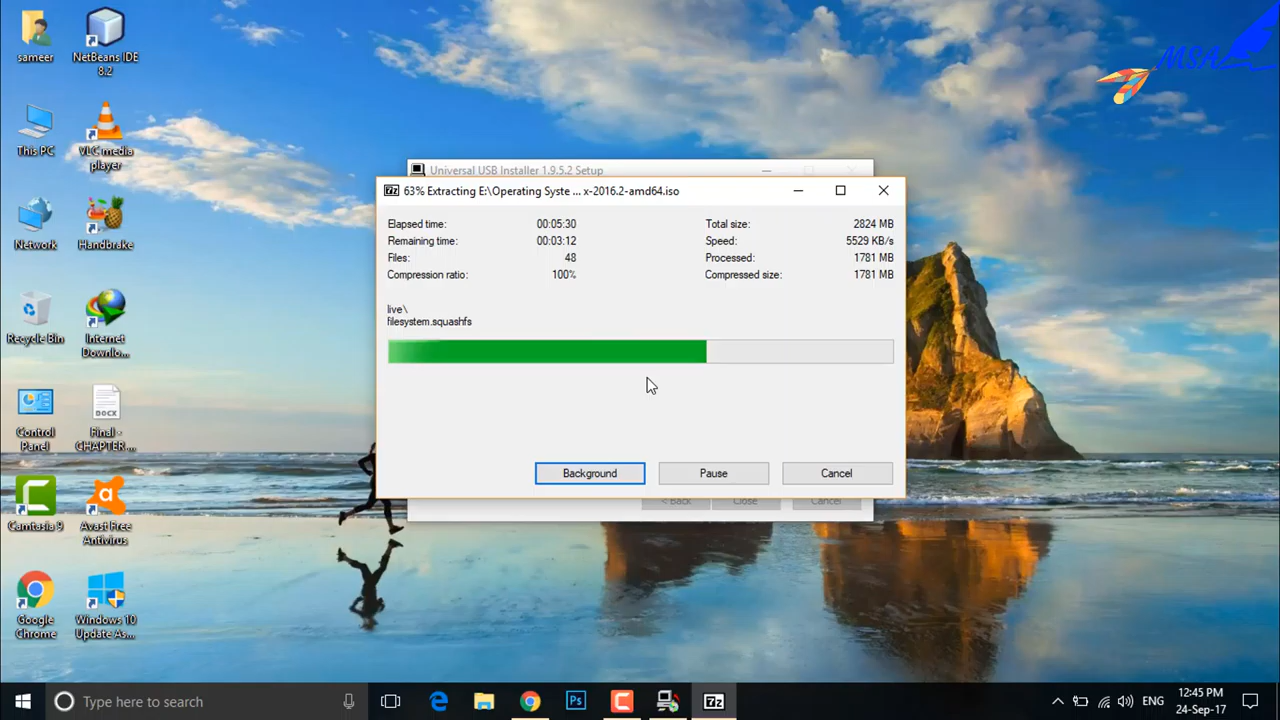 sameer
NetBeans IDE
8.2
This PC
VLC media
player
Network
Handbrake
Recycle Bin
Internet
Downlo...
Control
Panel
DOCX
Final -
CHAPTER ...
Camtasia 9
Avast Free
Antivirus
Google
Chrome
Windows 10
Update As...
MSA
Universal USB Installer 1.9.5.2 Setup
7z 63% Extracting E:\Operating Syste ... x-2016.2-amd64.iso
Elapsed time: 00:05:30 Total size: 2824 MB
Remaining time: 00:03:12 Speed: 5529 KB/s
Files: 48 Processed: 1781 MB
Compression ratio: 100% Compressed size: 1781 MB
live\
filesystem.squashfs
Background Pause Cancel
< Back Close Cancel
Type here to search
Ps
7z
ENG
12:45 PM
24-Sep-17